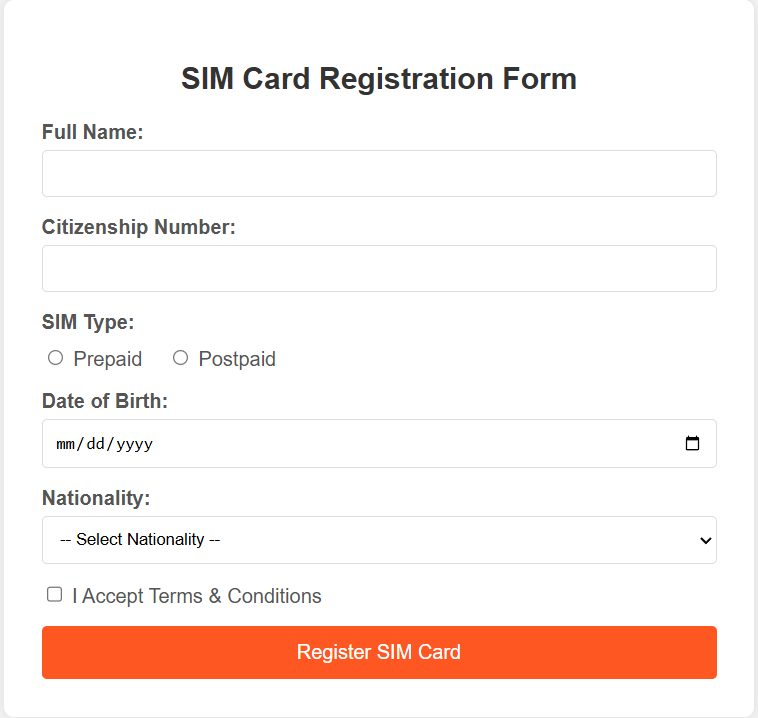 SIM Card Registration Form
Full Name:
Citizenship Number:
SIM Type:
Prepaid Postpaid
Date of Birth:
mm/dd/yyyy
Nationality:
-- Select Nationality --
I Accept Terms & Conditions
Register SIM Card